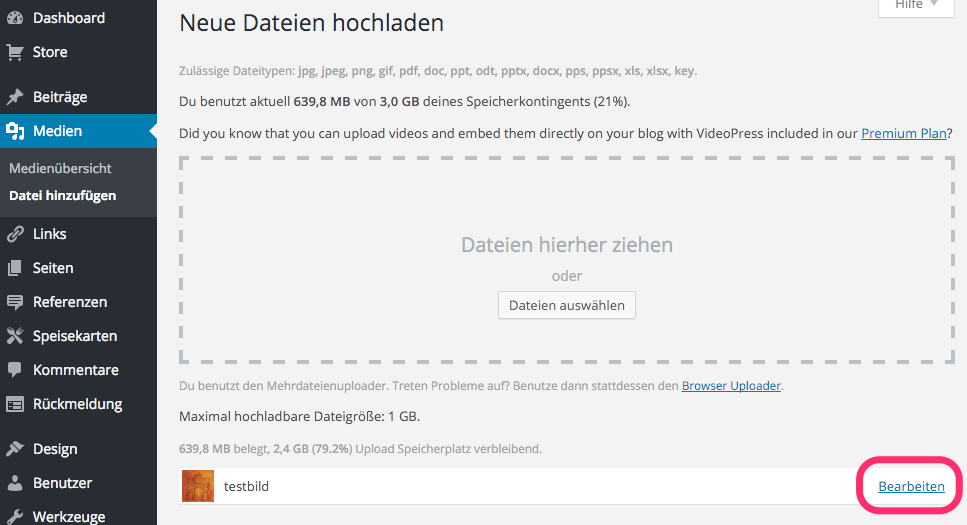 Dashboard
Store
Beiträge
Medien
Medienübersicht
Datei hinzufügen
Links
Seiten
Referenzen
Speisekarten
Kommentare
Rückmeldung
Design
Benutzer
Werkzeuge
Hilfe
Neue Dateien hochladen
Zulässige Dateitypen: jpg, jpeg, png, gif, pdf, doc, ppt, odt, pptx, docx, pps, ppsx, xls, xlsx, key.
Du benutzt aktuell 639,8 MB von 3,0 GB deines Speicherkontingents (21%).
Did you know that you can upload videos and embed them directly on your blog with VideoPress included in our Premium Plan?
Dateien hierher ziehen
oder
Dateien auswählen
Du benutzt den Mehrdateienuploader. Treten Probleme auf? Benutze dann stattdessen den Browser Uploader.
Maximal hochladbare Dateigröße: 1 GB.
639,8 MB belegt, 2,4 GB (79.2%) Upload Speicherplatz verbleibend.
testbild Bearbeiten